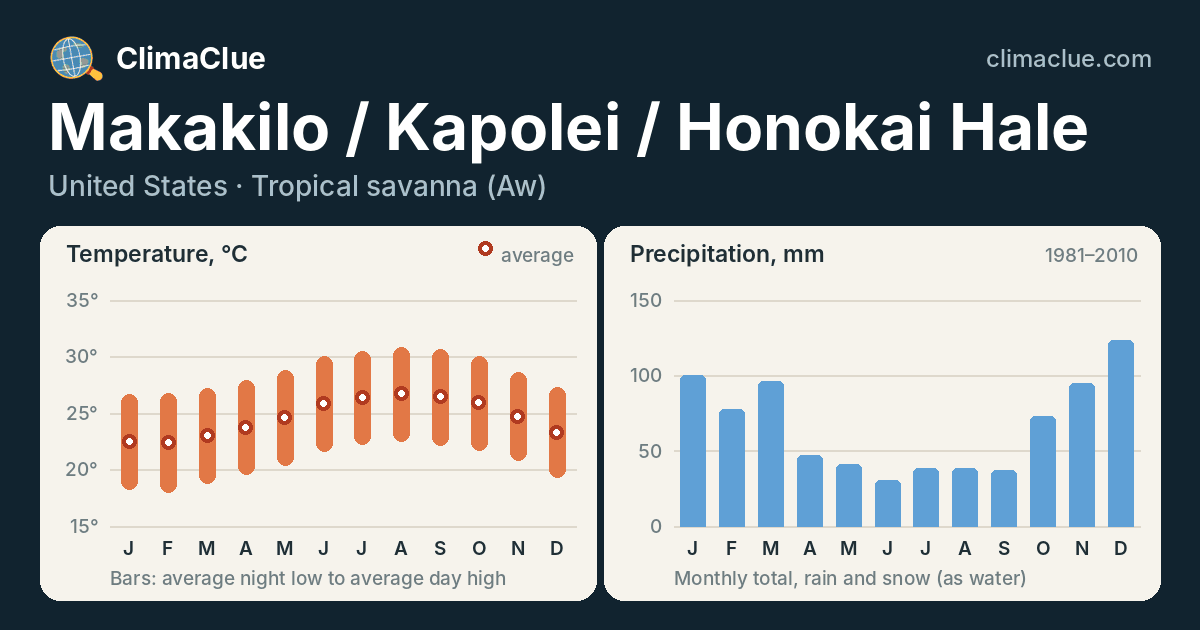 ClimaClue
climaclue.com
Makakilo / Kapolei / Honokai Hale
United States · Tropical savanna (Aw)
Temperature, °C
average
35°
30°
25°
20°
15°
J F M A M J J A S O N D
Bars: average night low to average day high
Precipitation, mm
1981–2010
150
100
50
0
J F M A M J J A S O N D
Monthly total, rain and snow (as water)